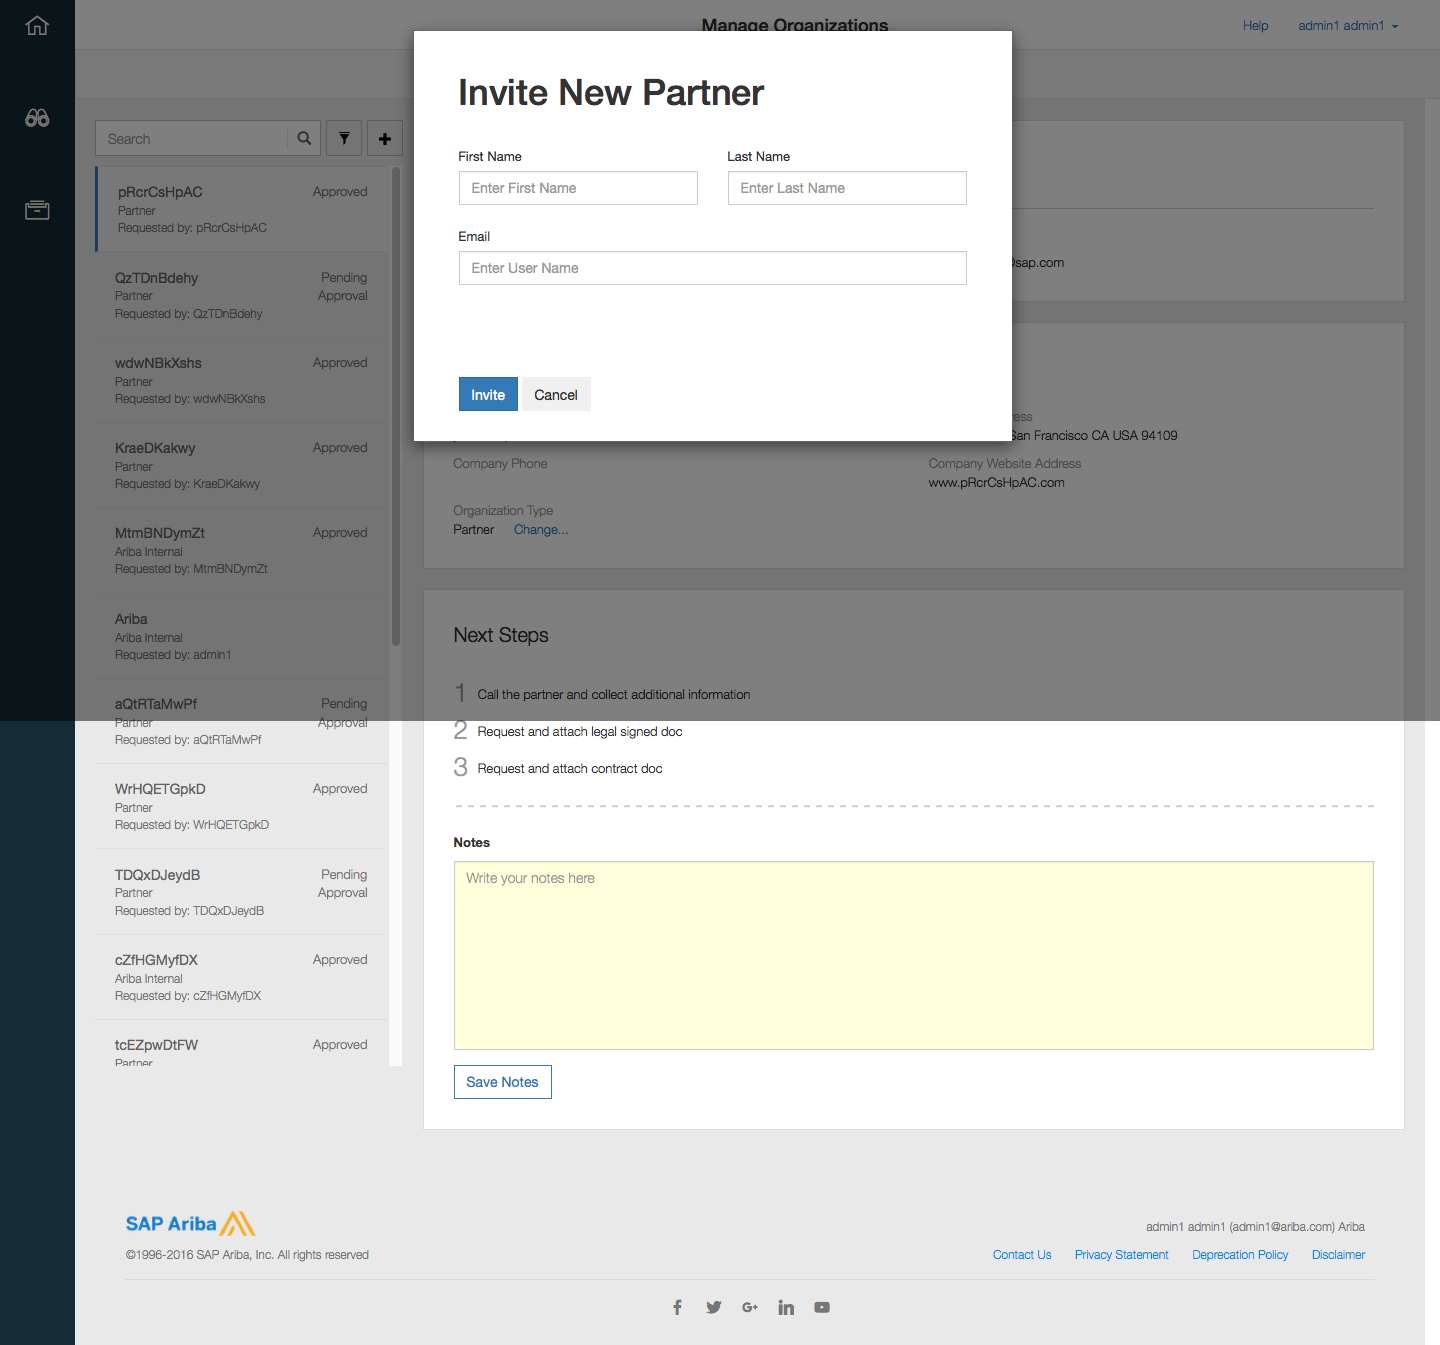 Manage Organizations
Help
admin1 admin1
Search
pRcrCsHpAC
Approved
Partner
Requested by: pRcrCsHpAC
QzTDnBdehy
Pending
Approval
Partner
Requested by: QzTDnBdehy
wdwNBkXshs
Approved
Partner
Requested by: wdwNBkXshs
KraeDKakwy
Approved
Partner
Requested by: KraeDKakwy
MtmBNDymZt
Approved
Ariba Internal
Requested by: MtmBNDymZt
Ariba
Ariba Internal
Requested by: admin1
aQtRTaMwPf
Pending
Approval
Partner
Requested by: aQtRTaMwPf
WrHQETGpkD
Approved
Partner
Requested by: WrHQETGpkD
TDQxDJeydB
Pending
Approval
Partner
Requested by: TDQxDJeydB
cZfHGMyfDX
Approved
Ariba Internal
Requested by: cZfHGMyfDX
tcEZpwDtFW
Approved
Partner
Invite New Partner
First Name
Last Name
Enter First Name
Enter Last Name
Email
Enter User Name
Invite
Cancel
@sap.com
ress
San Francisco CA USA 94109
Company Phone
Company Website Address
www.pRcrCsHpAC.com
Organization Type
Partner Change...
Next Steps
1 Call the partner and collect additional information
2 Request and attach legal signed doc
3 Request and attach contract doc
Notes
Write your notes here
Save Notes
SAP Ariba
©1996-2016 SAP Ariba, Inc. All rights reserved
admin1 admin1 (admin1@ariba.com) Ariba
Contact Us
Privacy Statement
Deprecation Policy
Disclaimer